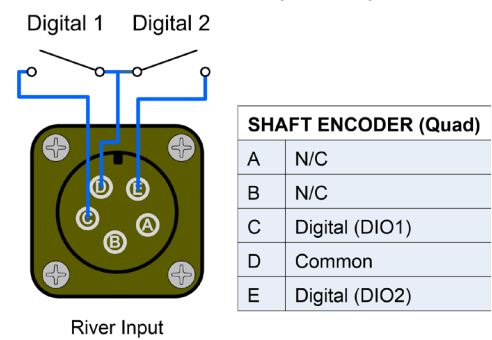 Digital 1 Digital 2
D E
C A
B
River Input
SHAFT ENCODER (Quad)
A N/C
B N/C
C Digital (DIO1)
D Common
E Digital (DIO2)